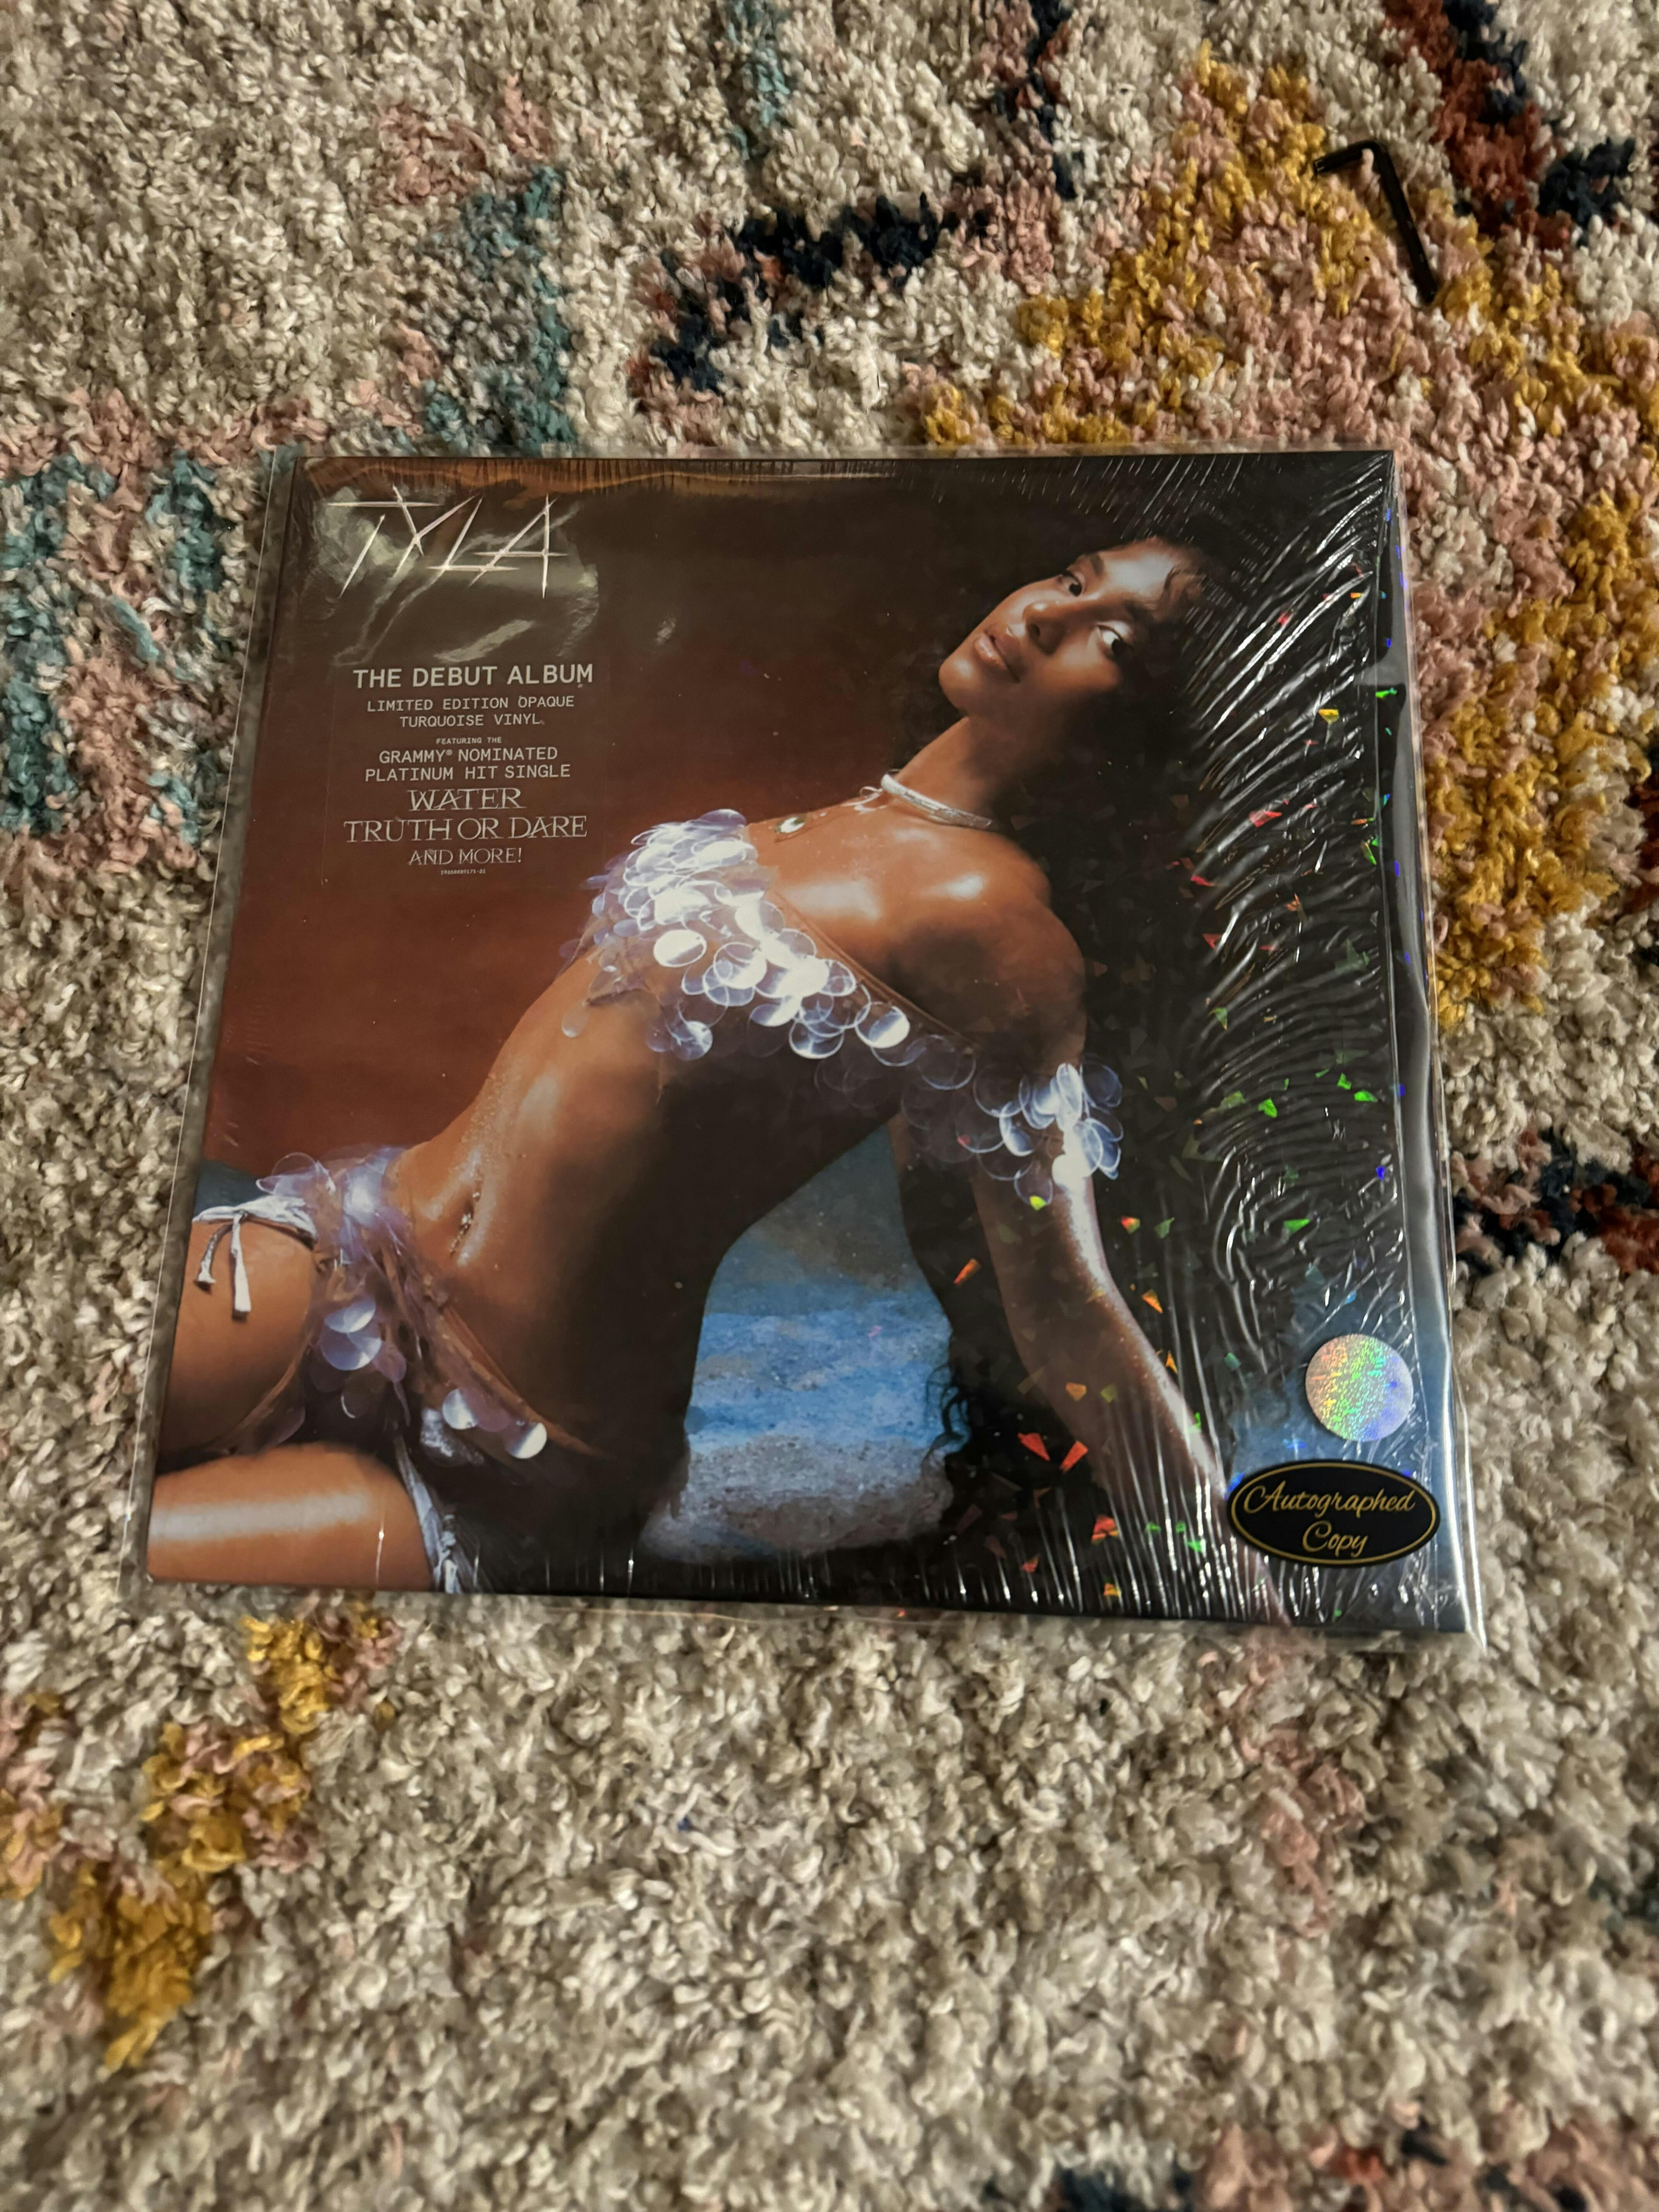 TYLA
THE DEBUT ALBUM
LIMITED EDITION OPAQUE
TURQUOISE VINYL.
FEATURING THE
GRAMMY® NOMINATED
PLATINUM HIT SINGLE
WATER
TRUTH OR DARE
AND MORE!
Autographed
Copy